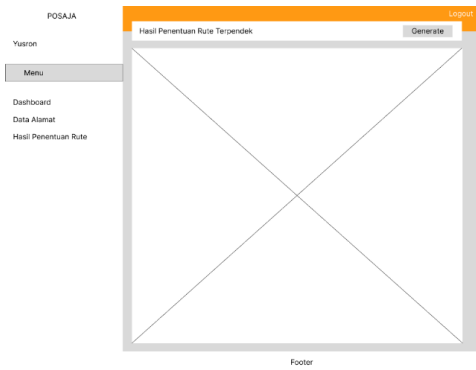 POSAJA
Logout
Yusron
Hasil Penentuan Rute Terpendek
Generate
Menu
Dashboard
Data Alamat
Hasil Penentuan Rute
Footer